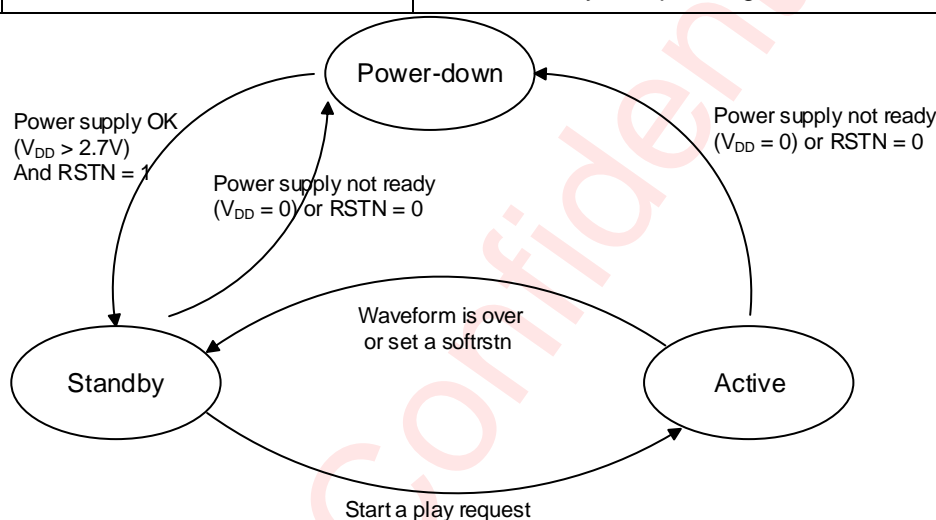 Power-down
Power supply OK
(VDD > 2.7V)
And RSTN = 1
Power supply not ready
(VDD = 0) or RSTN = 0
Power supply not ready
(VDD = 0) or RSTN = 0
Waveform is over
or set a softrstn
Standby
Active
Start a play request
Confident